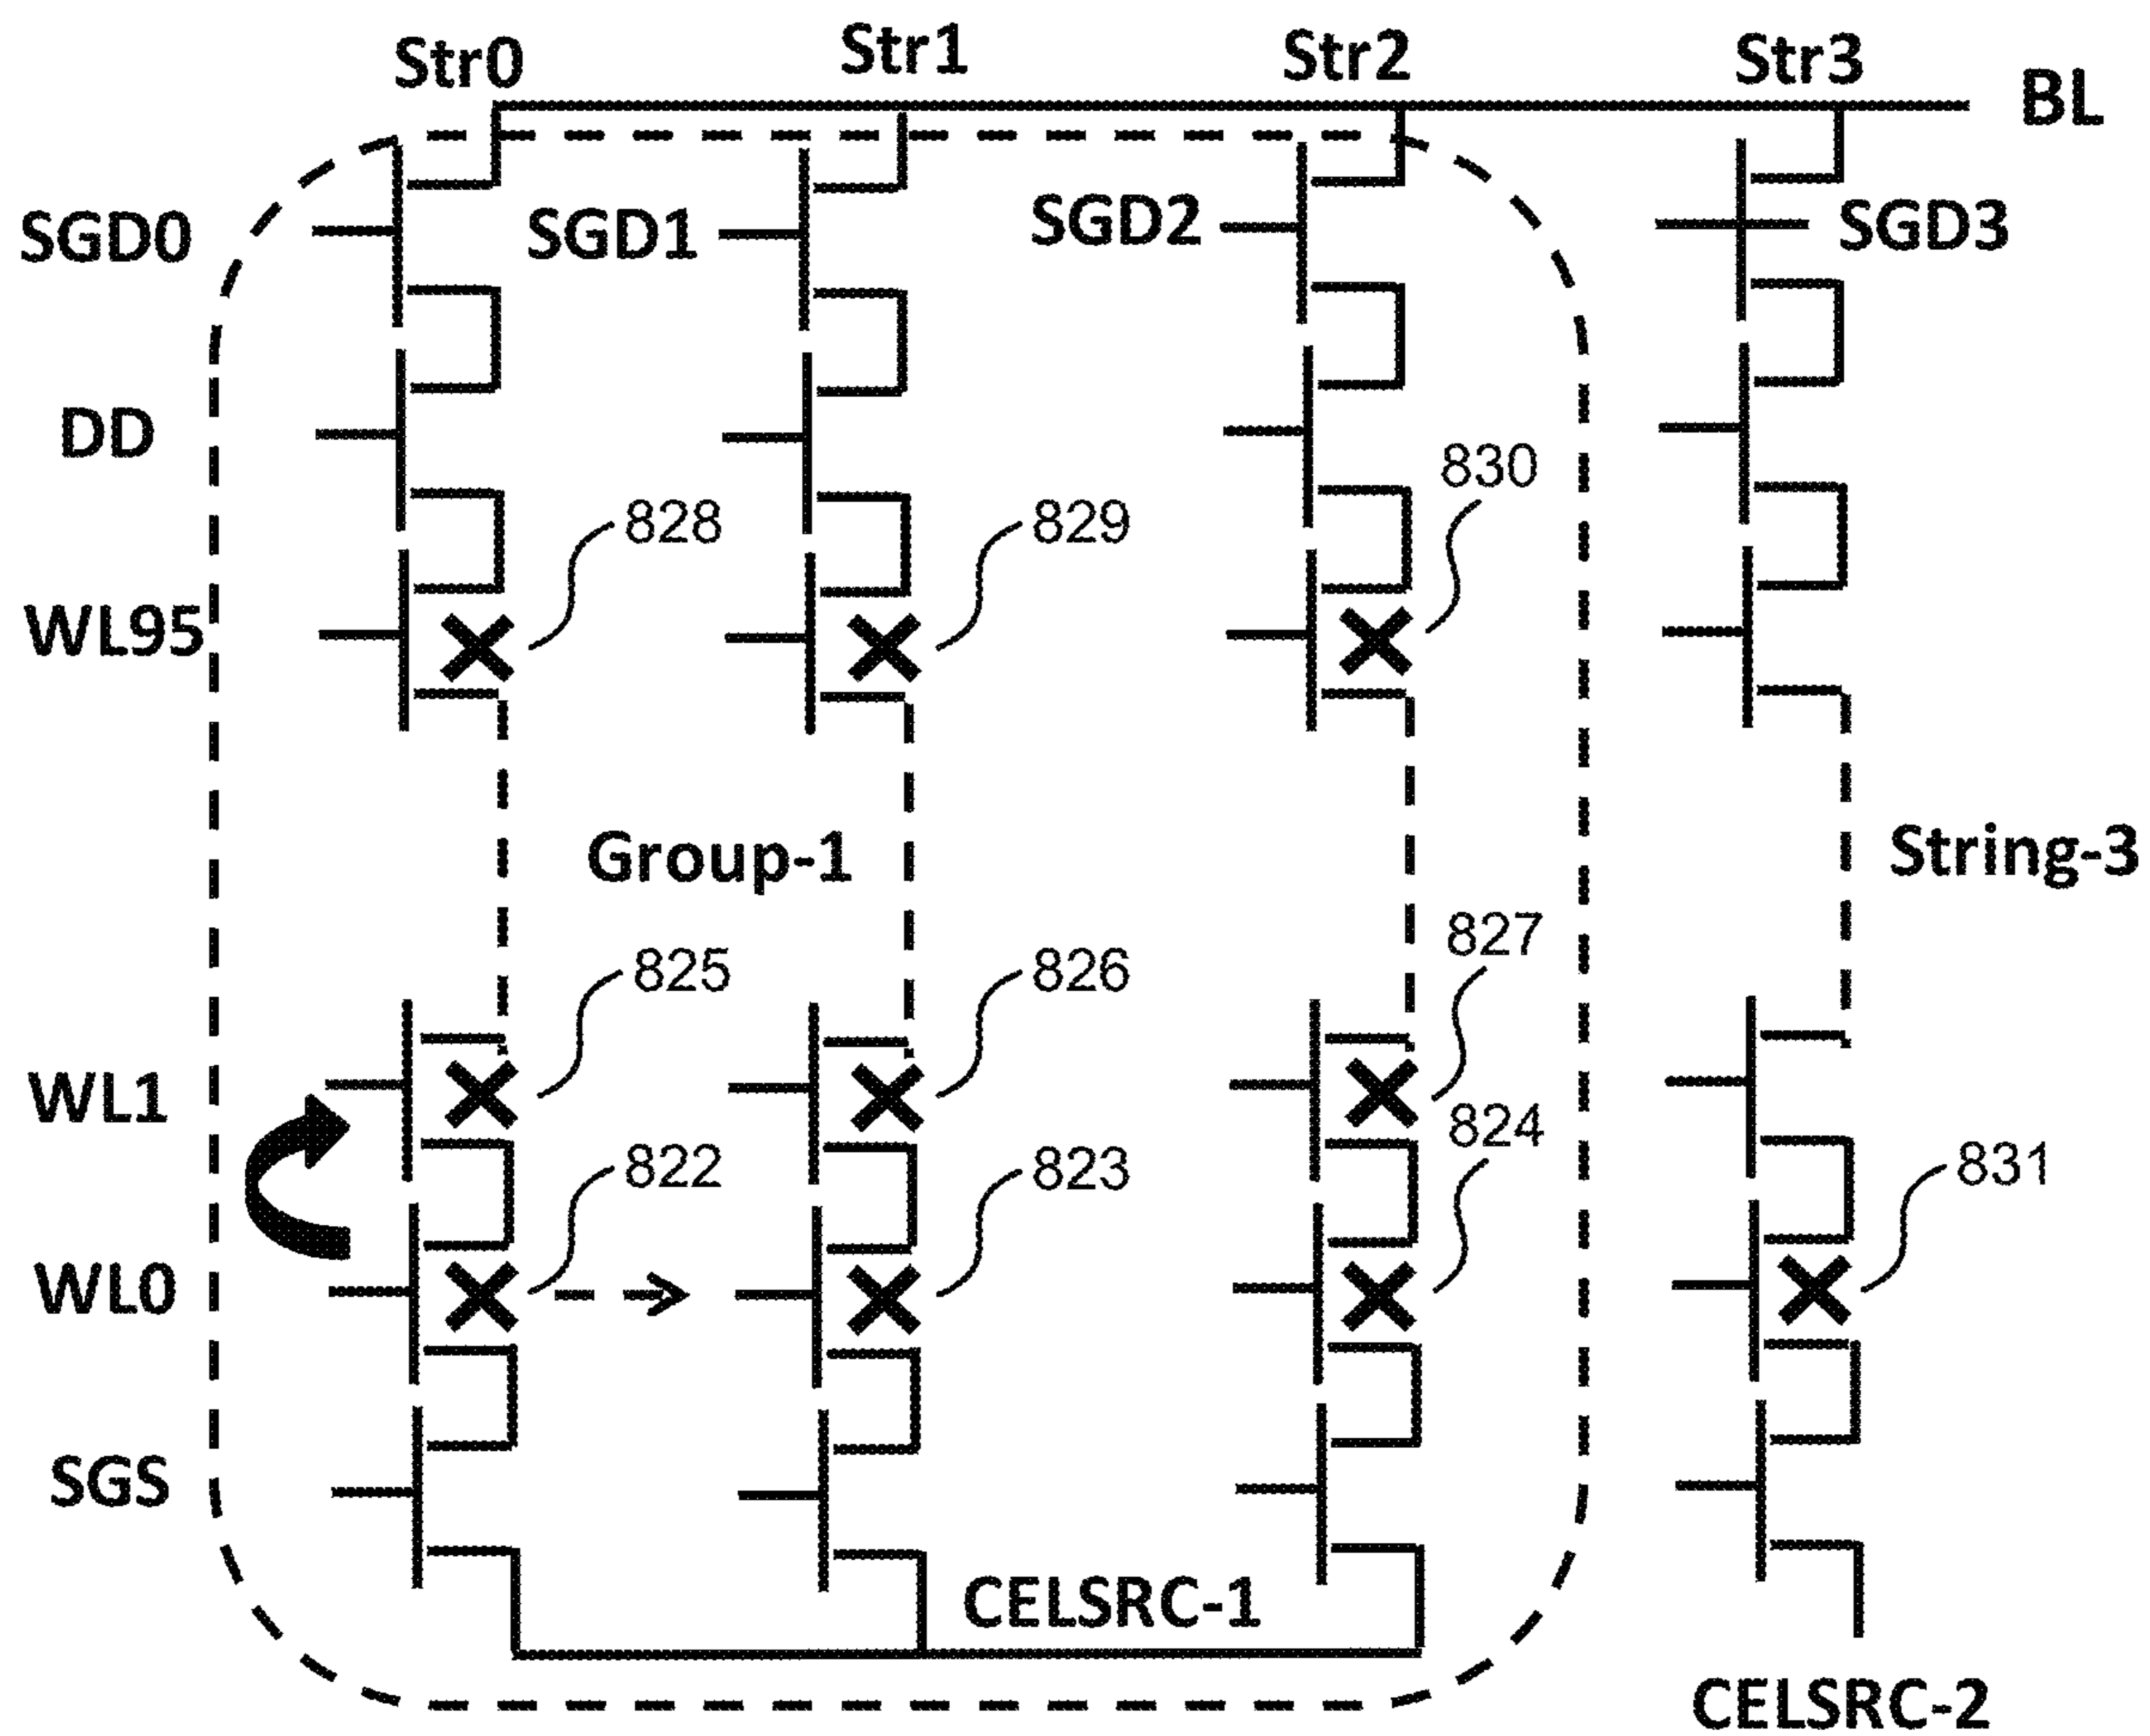 Str0 Str1 Str2 Str3
BL
SGD0 SGD1 SGD2 SGD3
DD
830
828 829
WL95
Group-1 String-3
827
825 826
WL1
824
822 823 831
WL0
SGS
CELSRC-1
CELSRC-2